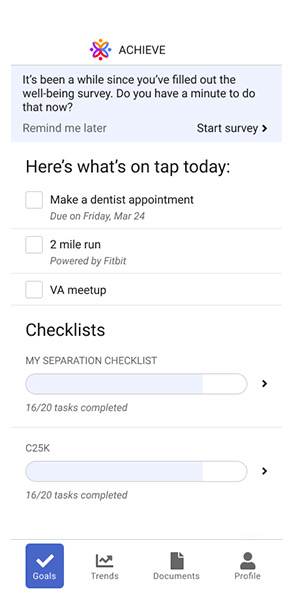 ACHIEVE
It's been a while since you've filled out the
well-being survey. Do you have a minute to do
that now?
Remind me later Start survey
Here's what's on tap today:
Make a dentist appointment
Due on Friday, Mar 24
2 mile run
Powered by Fitbit
VA meetup
Checklists
MY SEPARATION CHECKLIST
16/20 tasks completed
C25K
16/20 tasks completed
Goals Trends Documents Profile